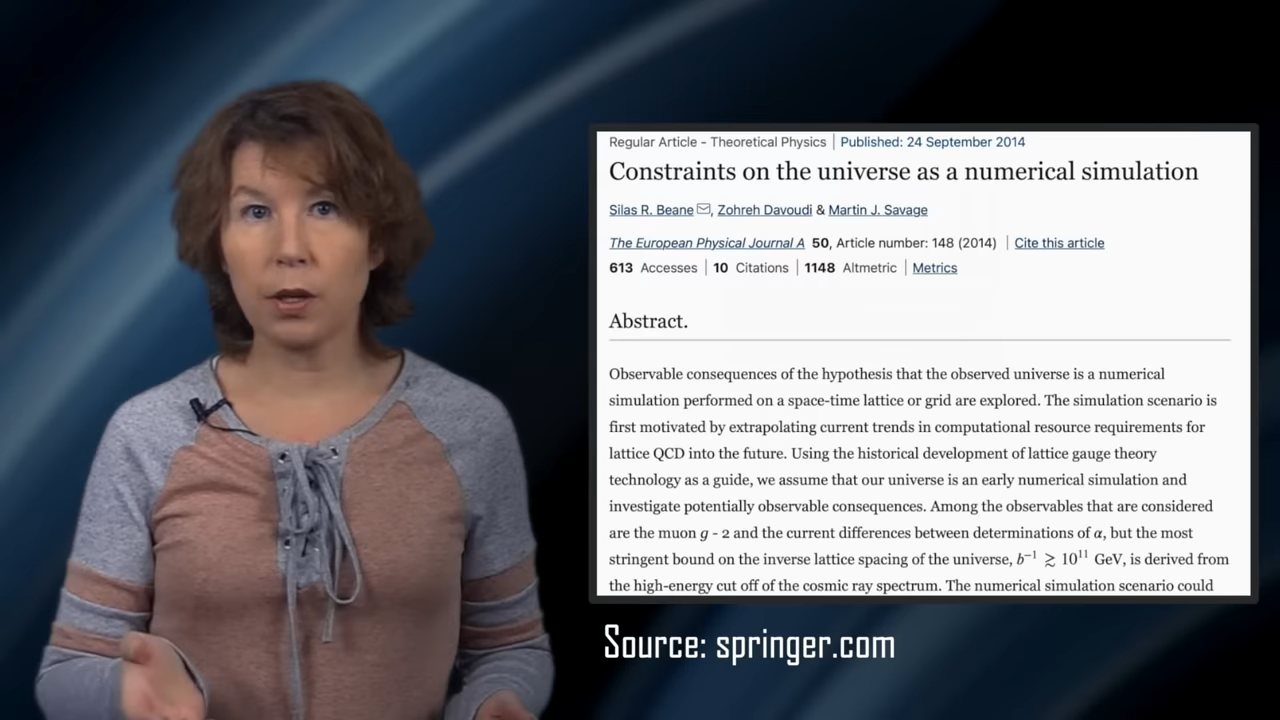 Regular Article - Theoretical Physics | Published: 24 September 2014
Constraints on the universe as a numerical simulation
Silas R. Beane, Zohreh Davoudi & Martin J. Savage
The European Physical Journal A 50, Article number: 148 (2014) | Cite this article
613 Accesses | 10 Citations | 1148 Altmetric | Metrics
Abstract.
Observable consequences of the hypothesis that the observed universe is a numerical
simulation performed on a space-time lattice or grid are explored. The simulation scenario is
first motivated by extrapolating current trends in computational resource requirements for
lattice QCD into the future. Using the historical development of lattice gauge theory
technology as a guide, we assume that our universe is an early numerical simulation and
investigate potentially observable consequences. Among the observables that are considered
are the muon g - 2 and the current differences between determinations of α, but the most
stringent bound on the inverse lattice spacing of the universe, b⁻¹ ≳ 10¹¹ GeV, is derived from
the high-energy cut off of the cosmic ray spectrum. The numerical simulation scenario could
Source: springer.com